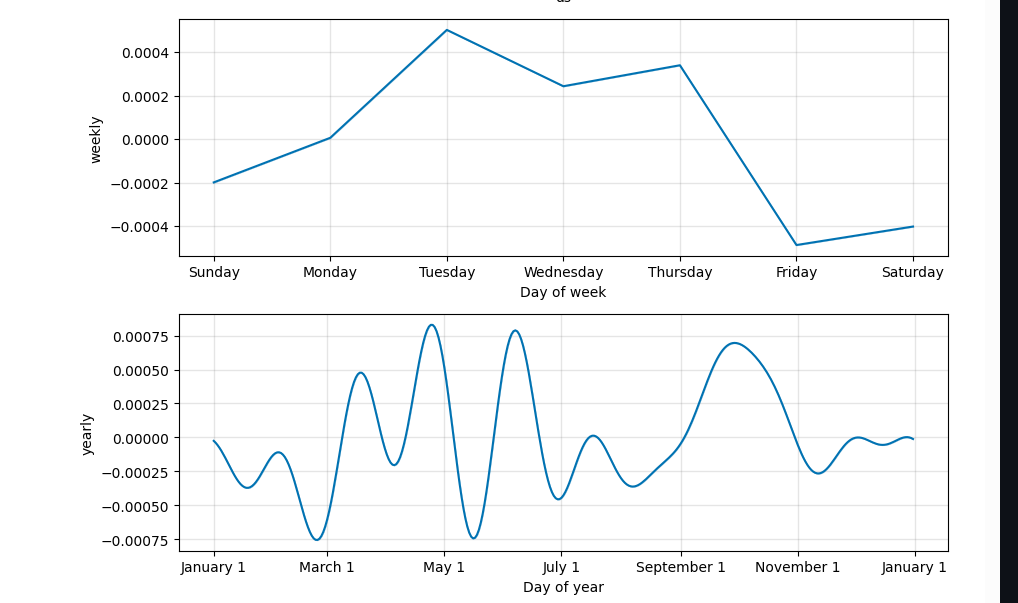 weekly
0.0004
0.0002
0.0000
−0.0002
−0.0004
Sunday Monday Tuesday Wednesday Thursday Friday Saturday
Day of week
yearly
0.00075
0.00050
0.00025
0.00000
−0.00025
−0.00050
−0.00075
January 1 March 1 May 1 July 1 September 1 November 1 January 1
Day of year